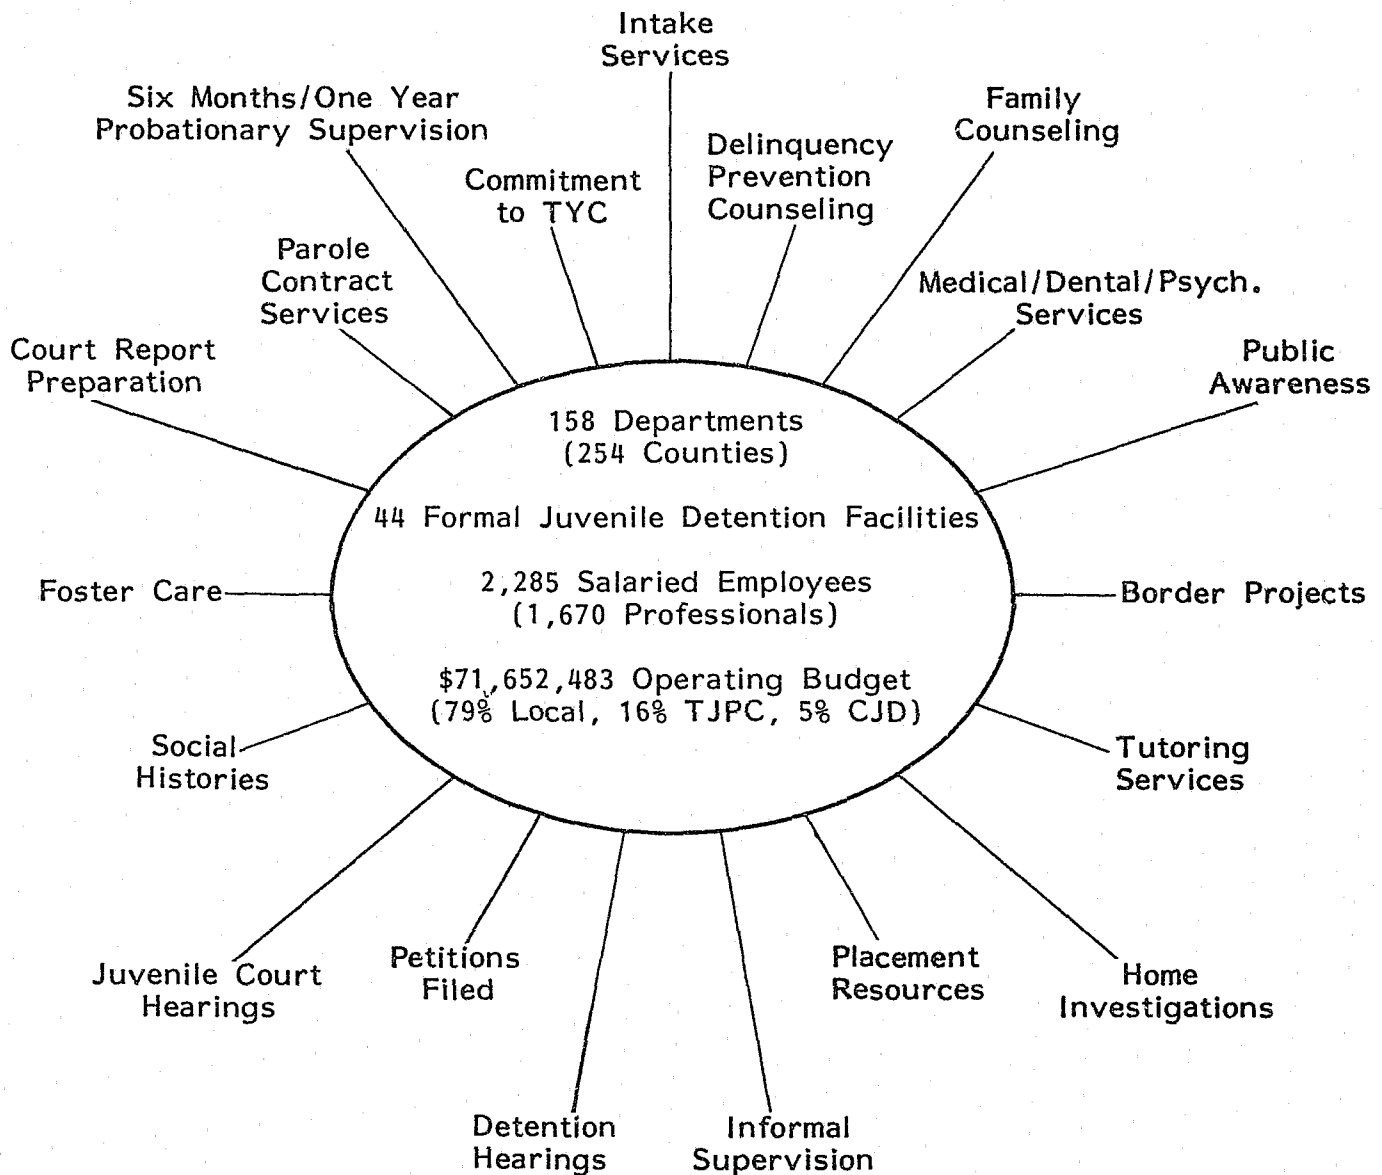 Intake
Services
Six Months/One Year
Probationary Supervision
Family
Counseling
Delinquency
Prevention
Counseling
Commitment
to TYC
Parole
Contract
Services
Medical/Dental/Psych.
Services
Court Report
Preparation
Public
Awareness
158 Departments
(254 Counties)
44 Formal Juvenile Detention Facilities
2,285 Salaried Employees
(1,670 Professionals)
$71,652,483 Operating Budget
(79% Local, 16% TJPC, 5% CJD)
Foster Care
Border Projects
Social
Histories
Tutoring
Services
Juvenile Court
Hearings
Petitions
Filed
Placement
Resources
Home
Investigations
Detention
Hearings
Informal
Supervision